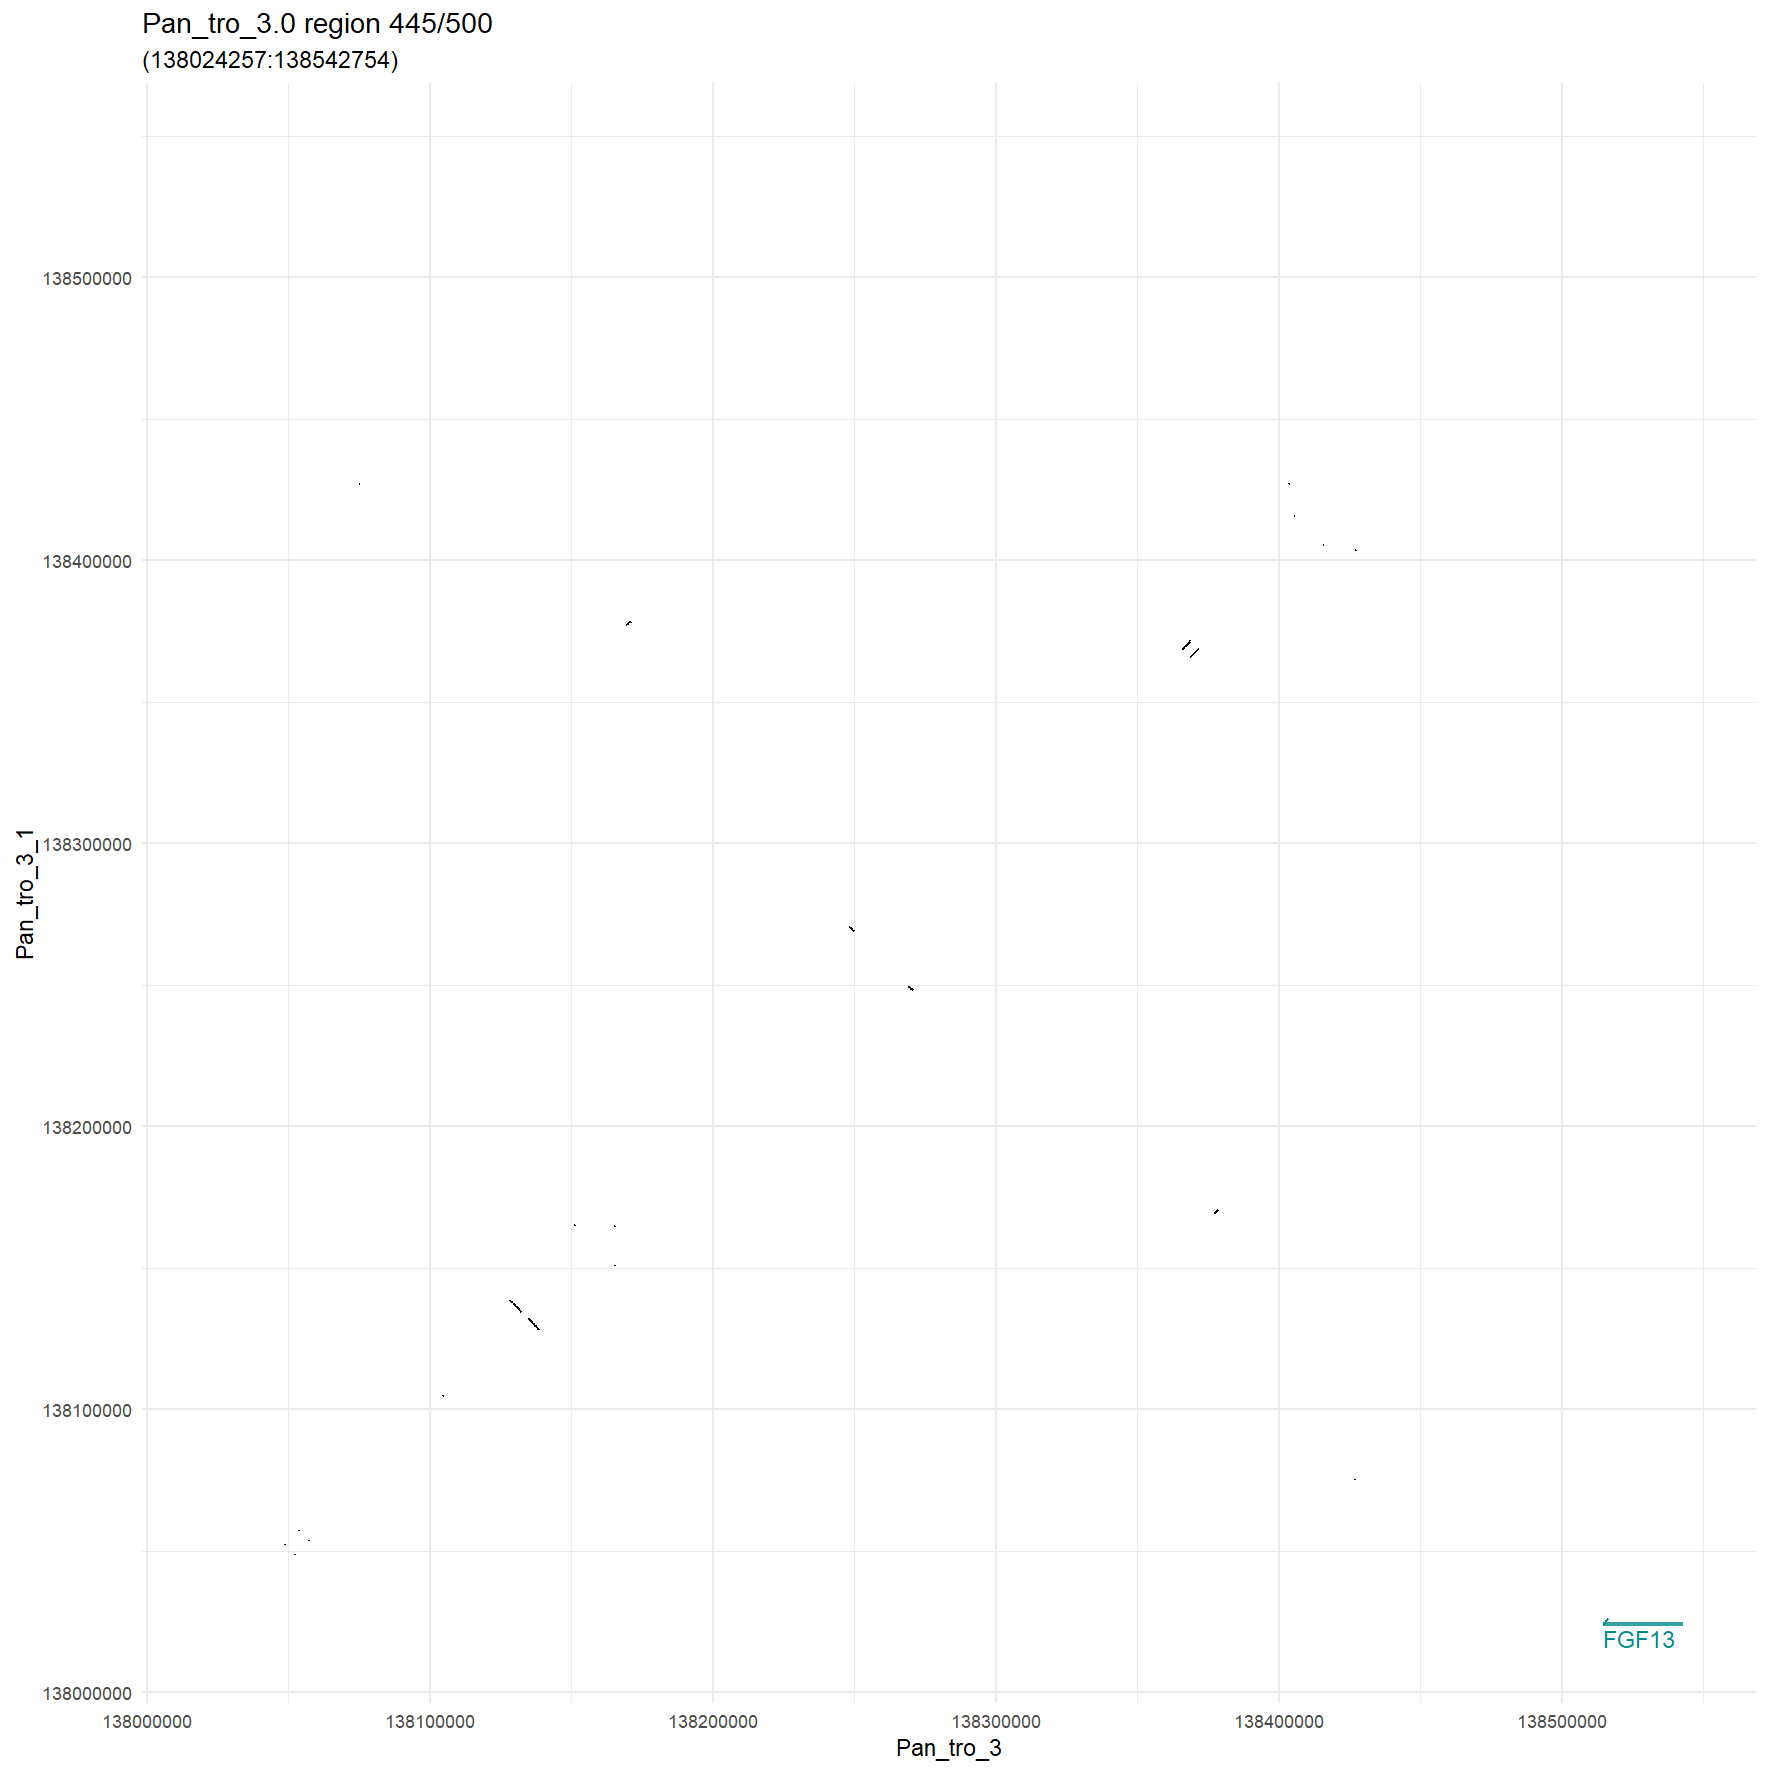 Pan_tro_3.0 region 445/500
(138024257:138542754)
138500000
138400000
138300000
138200000
138100000
138000000
Pan_tro_3_1
FGF13
138000000 138100000 138200000 138300000 138400000 138500000
Pan_tro_3